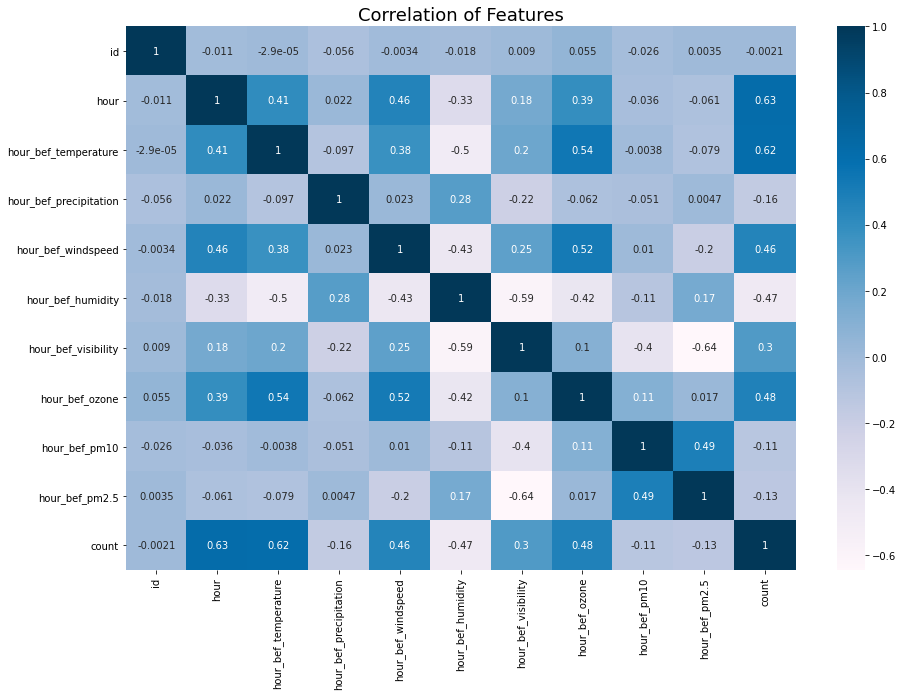 Correlation of Features
id 1 -0.011 -2.9e-05 -0.056 -0.0034 -0.018 0.009 0.055 -0.026 0.0035 -0.0021
hour -0.011 1 0.41 0.022 0.46 -0.33 0.18 0.39 -0.036 -0.061 0.63
hour_bef_temperature -2.9e-05 0.41 1 -0.097 0.38 -0.5 0.2 0.54 -0.0038 -0.079 0.62
hour_bef_precipitation -0.056 0.022 -0.097 1 0.023 0.28 -0.22 -0.062 -0.051 0.0047 -0.16
hour_bef_windspeed -0.0034 0.46 0.38 0.023 1 -0.43 0.25 0.52 0.01 -0.2 0.46
hour_bef_humidity -0.018 -0.33 -0.5 0.28 -0.43 1 -0.59 -0.42 -0.11 0.17 -0.47
hour_bef_visibility 0.009 0.18 0.2 -0.22 0.25 -0.59 1 0.1 -0.4 -0.64 0.3
hour_bef_ozone 0.055 0.39 0.54 -0.062 0.52 -0.42 0.1 1 0.11 0.017 0.48
hour_bef_pm10 -0.026 -0.036 -0.0038 -0.051 0.01 -0.11 -0.4 0.11 1 0.49 -0.11
hour_bef_pm2.5 0.0035 -0.061 -0.079 0.0047 -0.2 0.17 -0.64 0.017 0.49 1 -0.13
count -0.0021 0.63 0.62 -0.16 0.46 -0.47 0.3 0.48 -0.11 -0.13 1
id
hour
hour_bef_temperature
hour_bef_precipitation
hour_bef_windspeed
hour_bef_humidity
hour_bef_visibility
hour_bef_ozone
hour_bef_pm10
hour_bef_pm2.5
count
1.0
0.8
0.6
0.4
0.2
0.0
−0.2
−0.4
−0.6